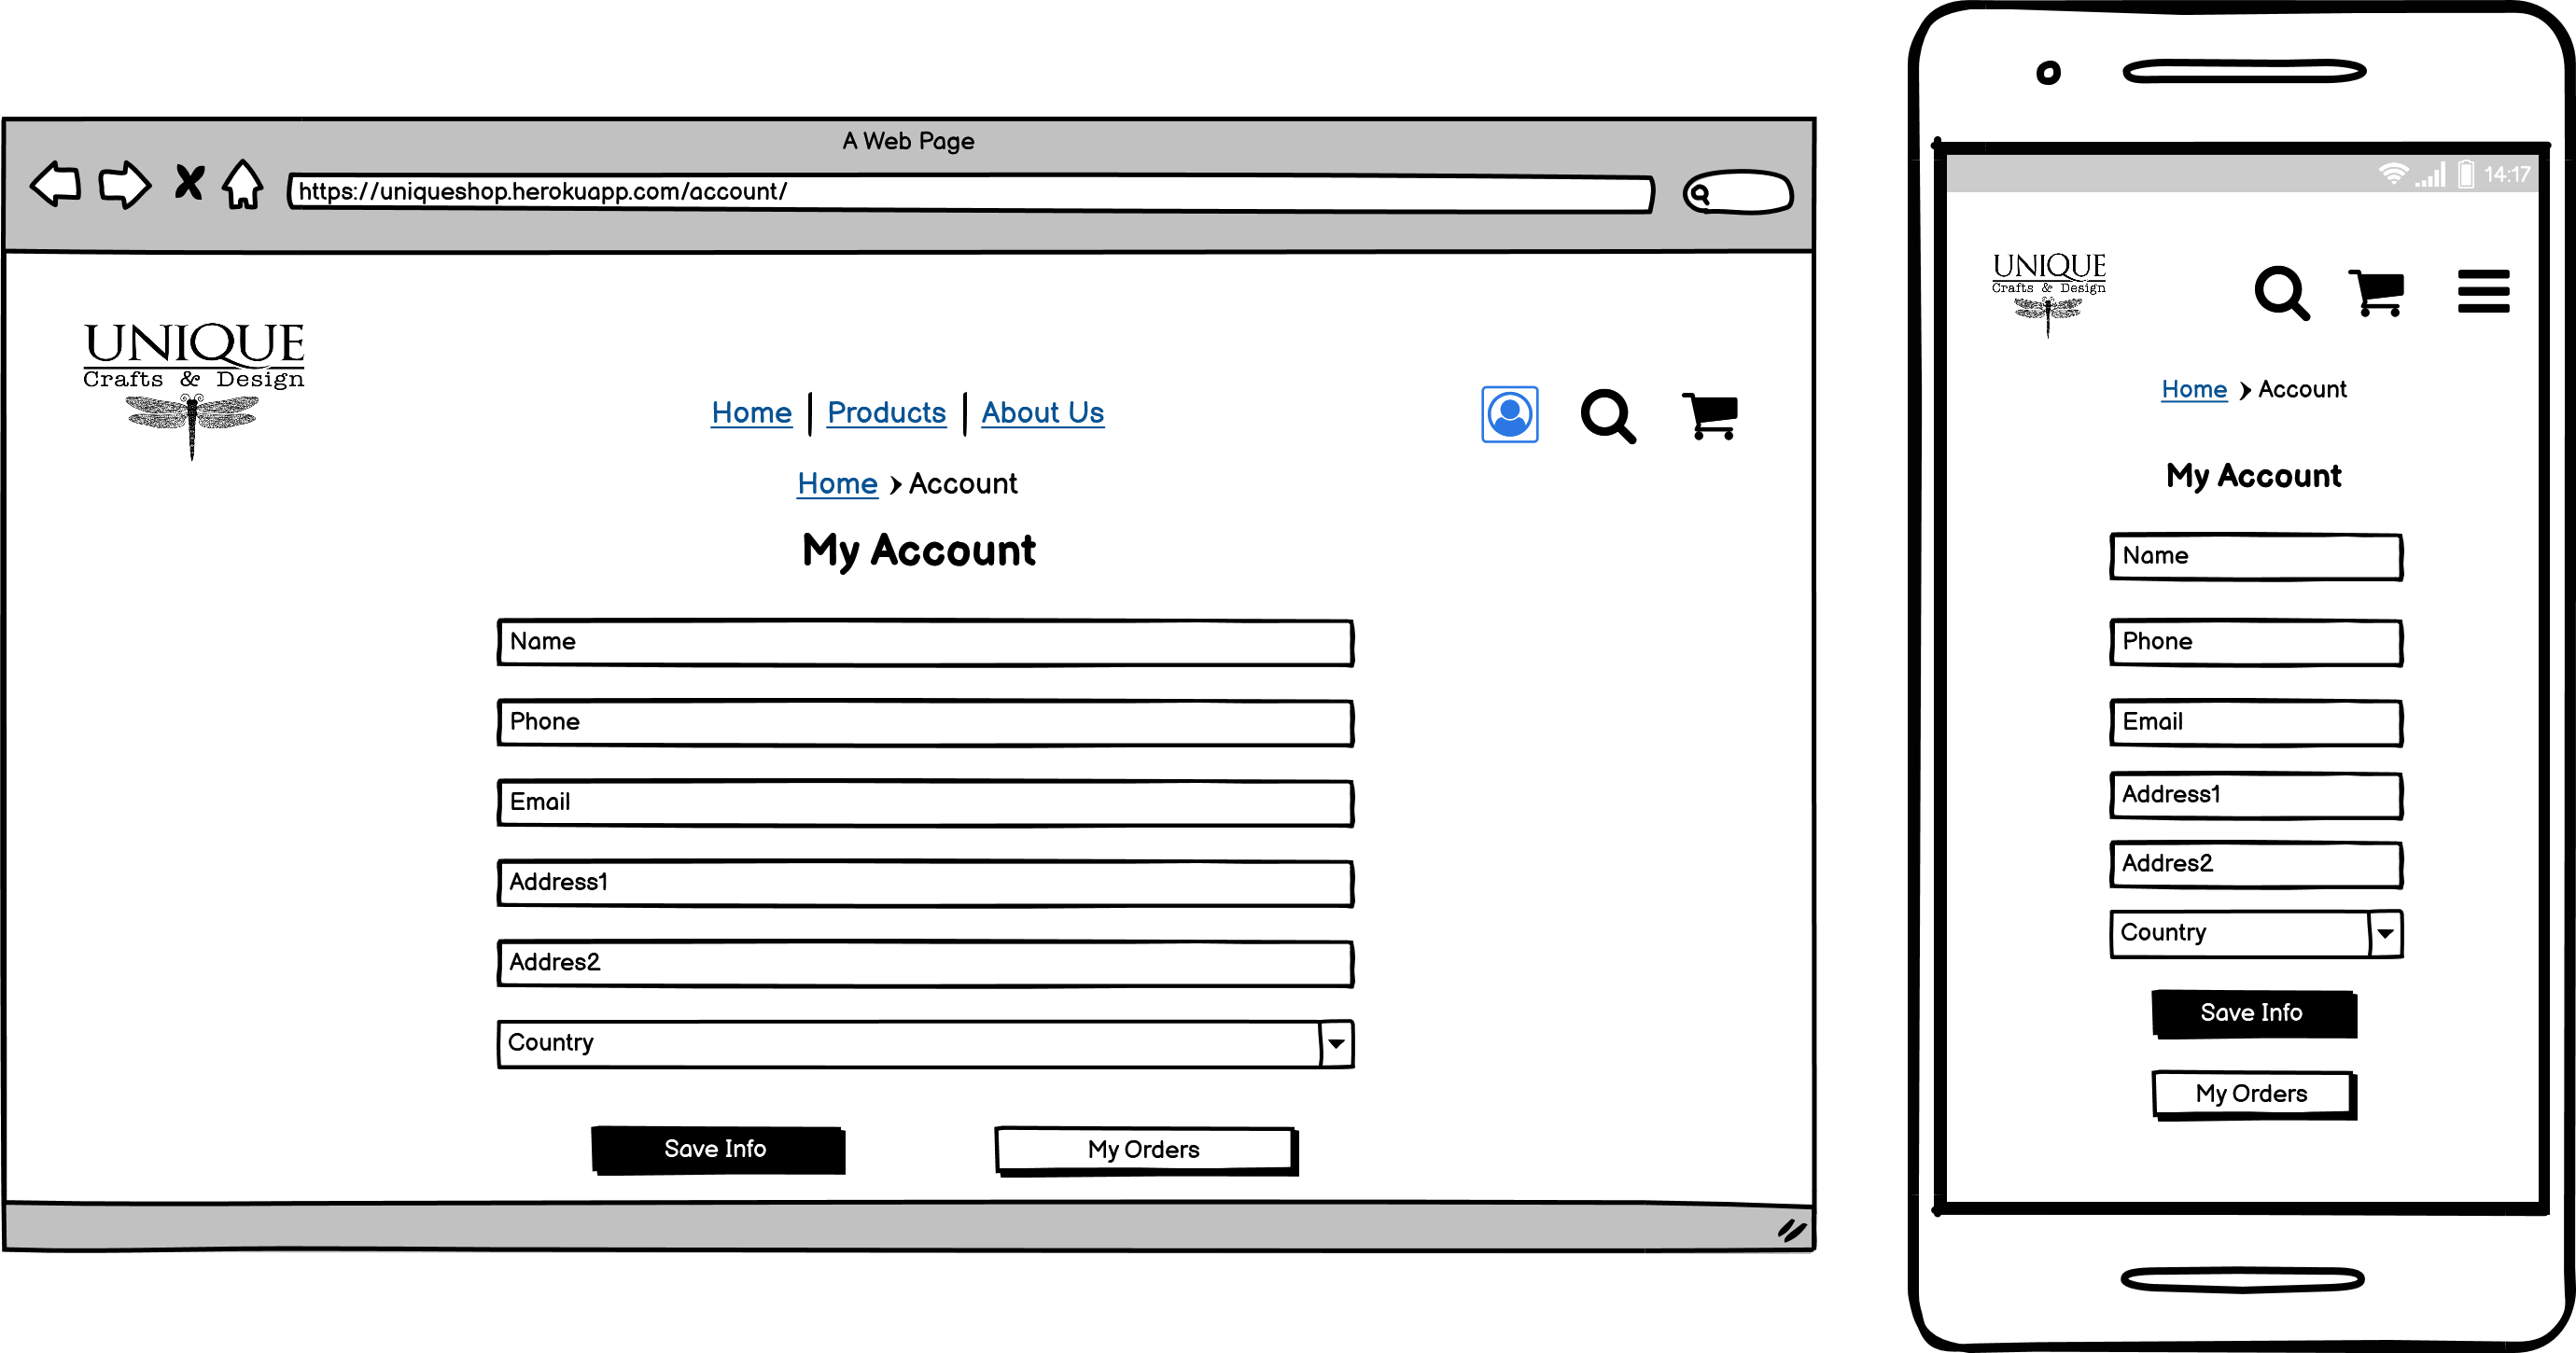 A Web Page
https://uniqueshop.herokuapp.com/account/
UNIQUE
Crafts & Design
Home | Products | About Us
Home > Account
My Account
Name
Phone
Email
Address1
Addres2
Country
Save Info
My Orders
14:17
UNIQUE
Crafts & Design
Home > Account
My Account
Name
Phone
Email
Address1
Addres2
Country
Save Info
My Orders